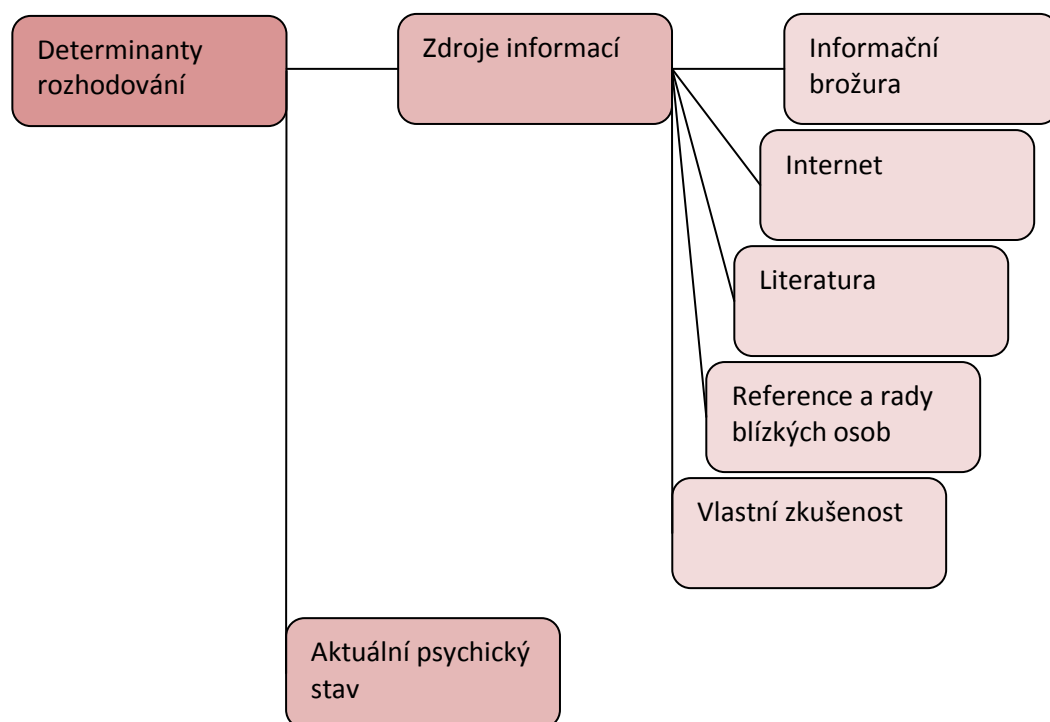 Determinanty
rozhodování
Zdroje informací
Informační
brožura
Internet
Literatura
Reference a rady
blízkých osob
Vlastní zkušenost
Aktuální psychický
stav